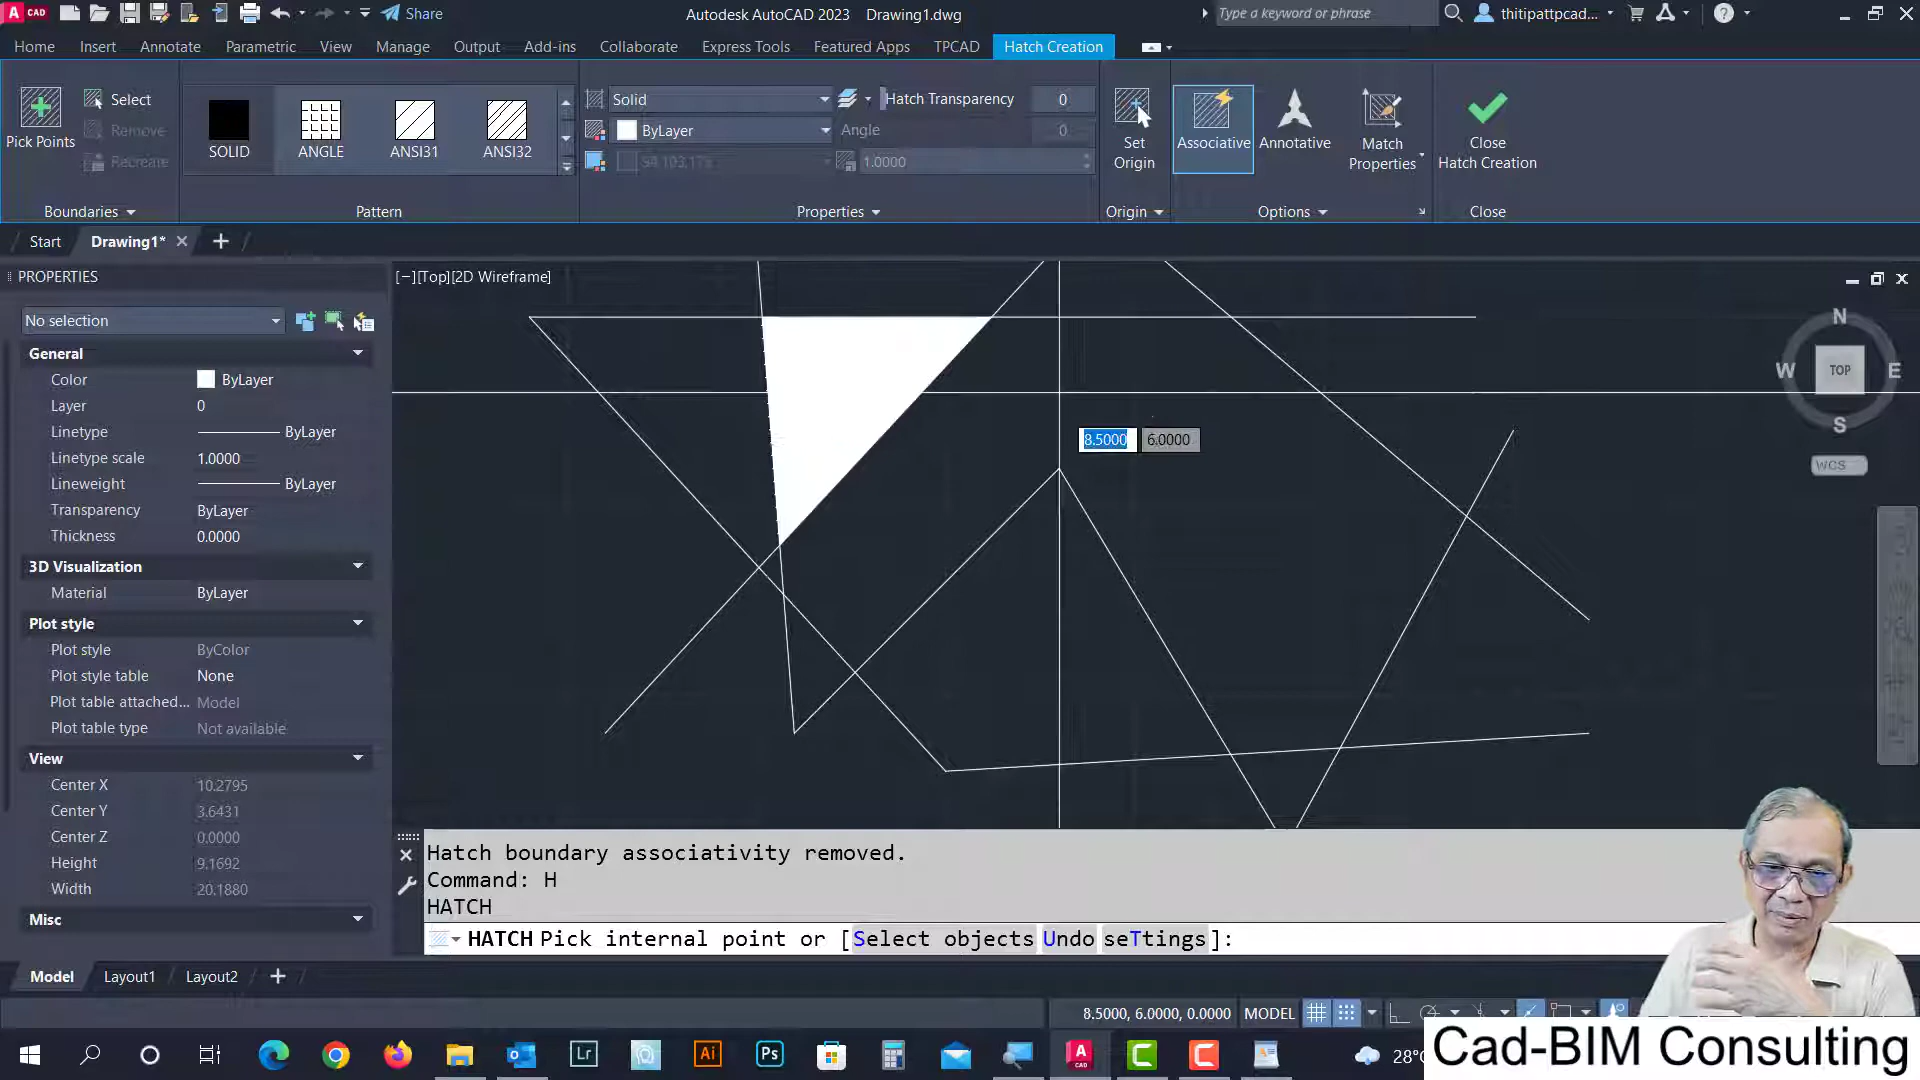 CAD
Share
Autodesk AutoCAD 2023 Drawing1.dwg
Type a keyword or phrase
thitipattpcad...
Home Insert Annotate Parametric View Manage Output Add-ins Collaborate Express Tools Featured Apps TPCAD Hatch Creation
Pick Points
Select
Remove
Recreate
SOLID ANGLE ANSI31 ANSI32
Solid
ByLayer
Hatch Transparency 0
Angle 0
1.0000
Set
Origin
Associative
Annotative
Match
Properties
Close
Hatch Creation
Boundaries Pattern Properties Origin Options Close
Start Drawing1*
PROPERTIES
No selection
General
Color ByLayer
Layer 0
Linetype ByLayer
Linetype scale 1.0000
Lineweight ByLayer
Transparency ByLayer
Thickness 0.0000
3D Visualization
Material ByLayer
Plot style
Plot style ByColor
Plot style table None
Plot table attached... Model
Plot table type Not available
View
Center X 10.2795
Center Y 3.6431
Center Z 0.0000
Height 9.1692
Width 20.1880
Misc
[−][Top][2D Wireframe]
N
W TOP E
S
WCS
8.5000 6.0000
Hatch boundary associativity removed.
Command: H
HATCH
HATCH Pick internal point or [Select objects Undo seTtings]:
Model Layout1 Layout2
8.5000, 6.0000, 0.0000 MODEL
Lr Ai Ps
28°
Cad-BIM Consulting